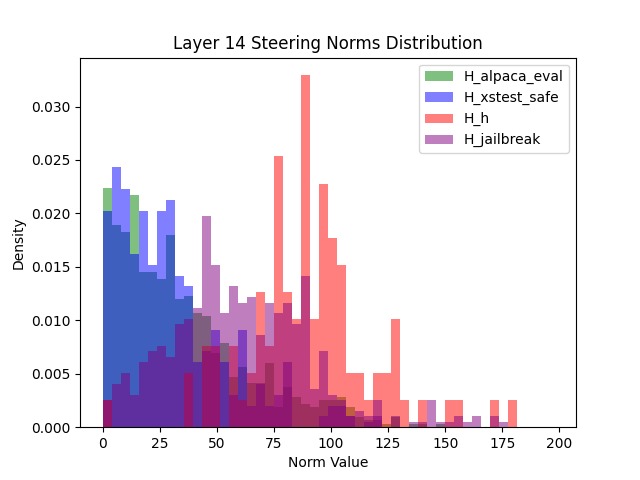 Layer 14 Steering Norms Distribution
H_alpaca_eval
H_xstest_safe
H_h
H_jailbreak
0.030
0.025
0.020
0.015
0.010
0.005
0.000
Density
0 25 50 75 100 125 150 175 200
Norm Value